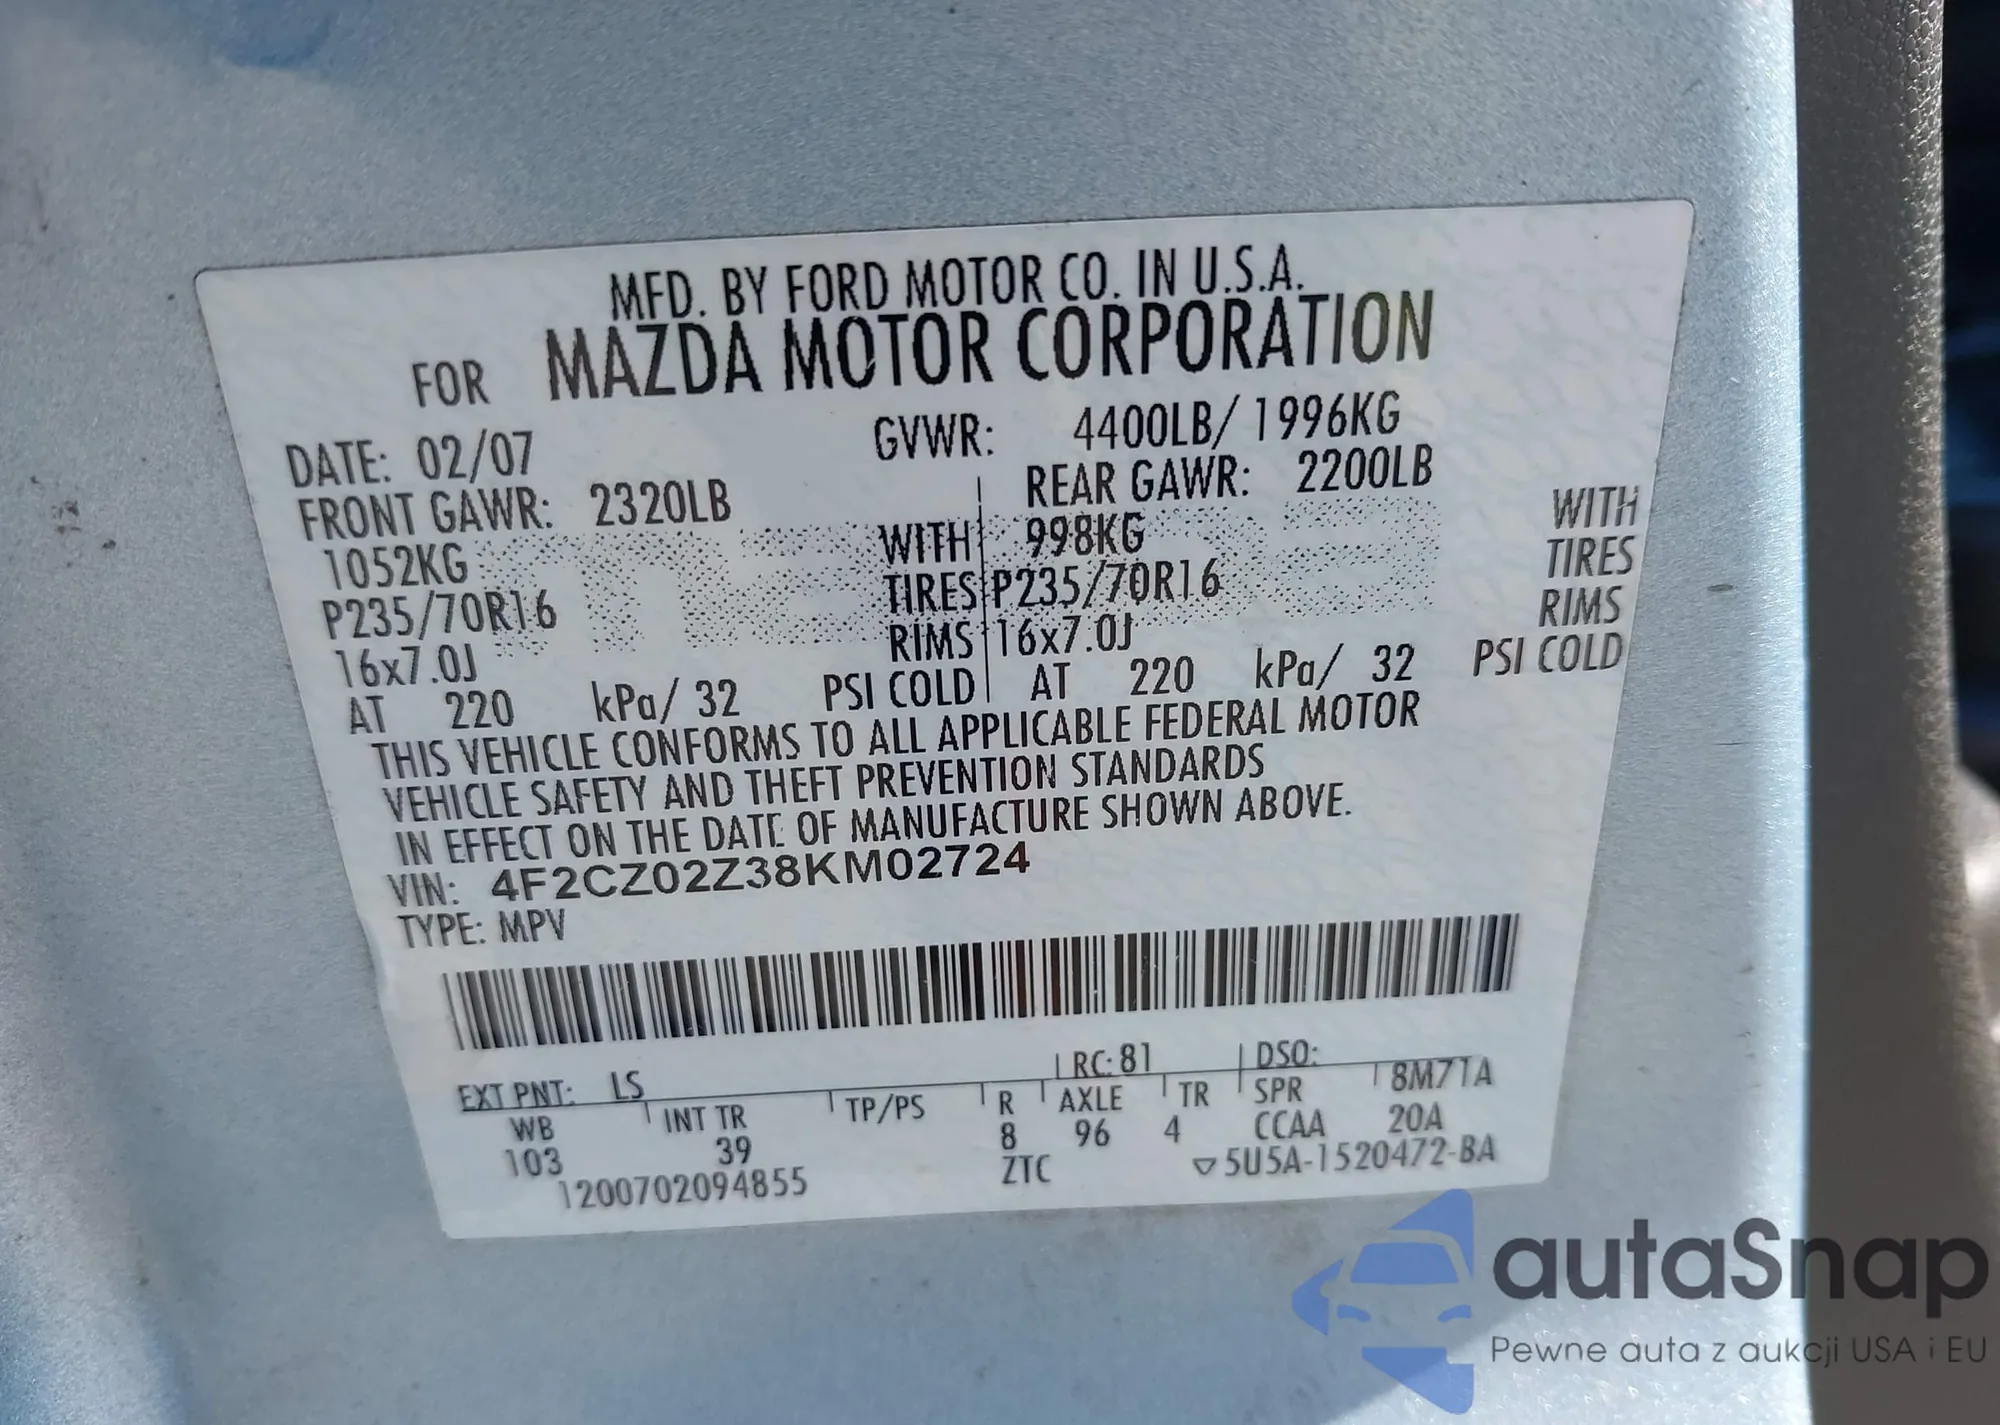 MFD. BY FORD MOTOR CO. IN U.S.A.
FOR MAZDA MOTOR CORPORATION
DATE: 02/07 GVWR: 4400LB/ 1996KG
FRONT GAWR: 2320LB REAR GAWR: 2200LB
1052KG WITH 998KG WITH
P235/70R16 TIRES P235/70R16 TIRES
16x7.0J RIMS 16x7.0J RIMS
AT 220 kPa/ 32 PSI COLD AT 220 kPa/ 32 PSI COLD
THIS VEHICLE CONFORMS TO ALL APPLICABLE FEDERAL MOTOR
VEHICLE SAFETY AND THEFT PREVENTION STANDARDS
IN EFFECT ON THE DATE OF MANUFACTURE SHOWN ABOVE.
VIN: 4F2CZ02Z38KM02724
TYPE: MPV
EXT PNT: LS RC: 81 DSO:
WB INT TR TP/PS R AXLE TR SPR 8M71A
103 39 8 96 4 CCAA 20A
1200702094855 ZTC ▽5U5A-1520472-BA
autaSnap
Pewne auta z aukcji USA i EU